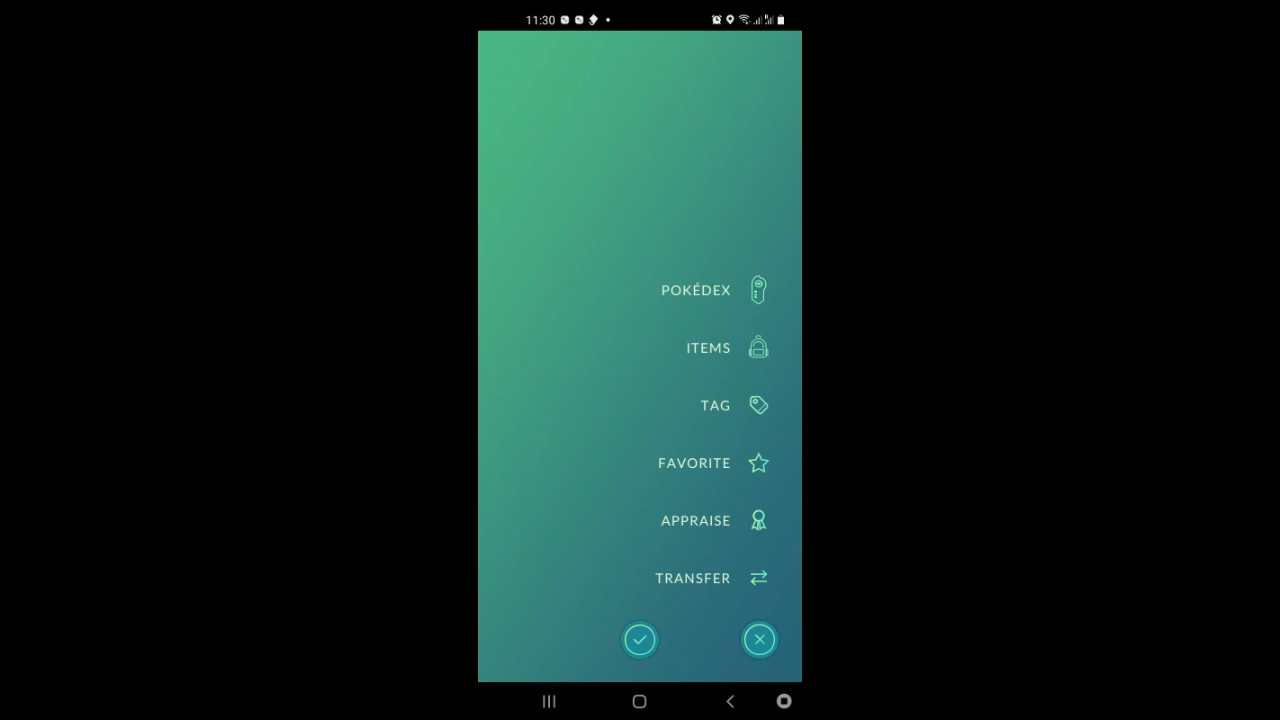 11:30
POKÉDEX
ITEMS
TAG
FAVORITE
APPRAISE
TRANSFER